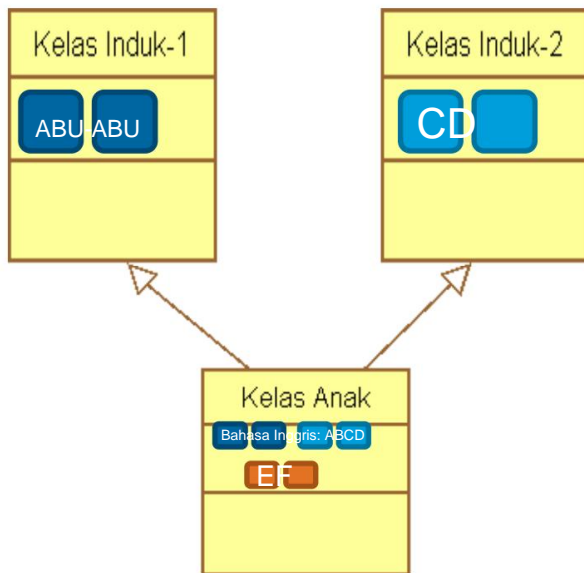 Kelas Induk-1
Kelas Induk-2
ABU-ABU
CD
Kelas Anak
Bahasa Inggris: ABCD
EF